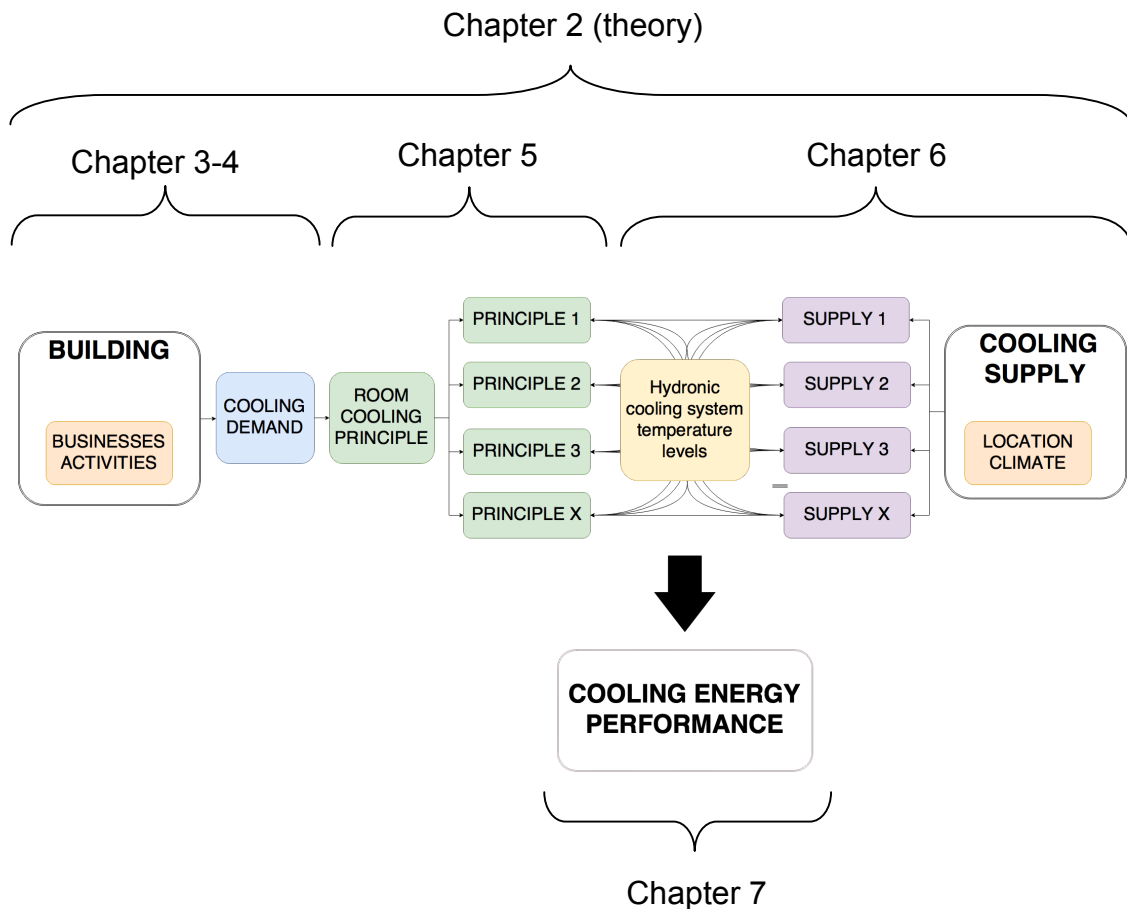 Chapter 2 (theory)
Chapter 3-4
Chapter 5
Chapter 6
BUILDING
BUSINESSES
ACTIVITIES
COOLING
DEMAND
ROOM
COOLING
PRINCIPLE
PRINCIPLE 1
PRINCIPLE 2
PRINCIPLE 3
PRINCIPLE X
Hydronic
cooling system
temperature
levels
SUPPLY 1
SUPPLY 2
SUPPLY 3
SUPPLY X
COOLING
SUPPLY
LOCATION
CLIMATE
COOLING ENERGY
PERFORMANCE
Chapter 7